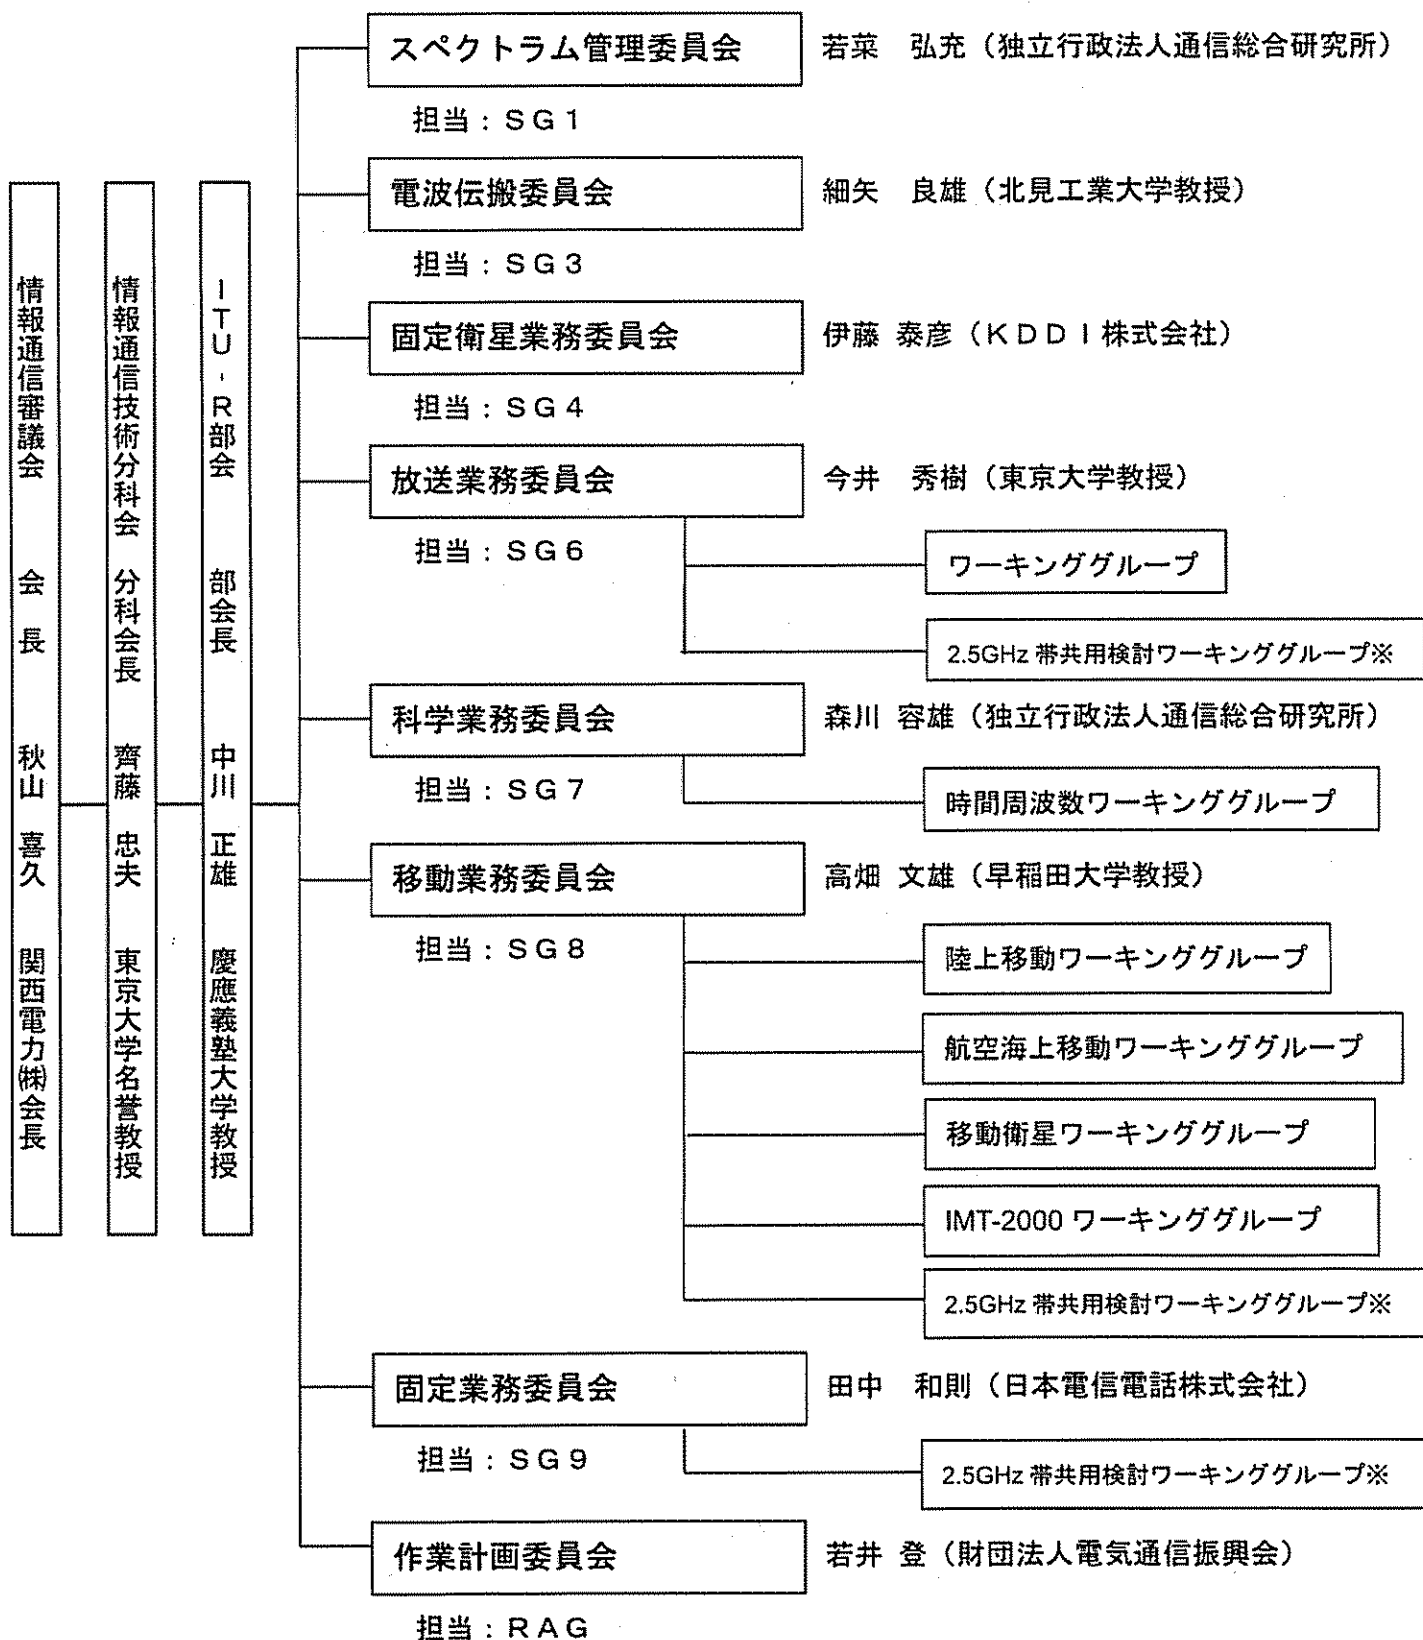 情報通信審議会 会長 秋山 喜久 関西電力㈱会長
情報通信技術分科会 分科会長 齊藤 忠夫 東京大学名誉教授
ITU-R部会 部会長 中川 正雄 慶應義塾大学教授
スペクトラム管理委員会 若菜 弘充（独立行政法人通信総合研究所）
担当：SG1
電波伝搬委員会 細矢 良雄（北見工業大学教授）
担当：SG3
固定衛星業務委員会 伊藤 泰彦（KDDI株式会社）
担当：SG4
放送業務委員会 今井 秀樹（東京大学教授）
担当：SG6
ワーキンググループ
2.5GHz 帯共用検討ワーキンググループ※
科学業務委員会 森川 容雄（独立行政法人通信総合研究所）
担当：SG7
時間周波数ワーキンググループ
移動業務委員会 高畑 文雄（早稲田大学教授）
担当：SG8
陸上移動ワーキンググループ
航空海上移動ワーキンググループ
移動衛星ワーキンググループ
IMT-2000 ワーキンググループ
2.5GHz 帯共用検討ワーキンググループ※
固定業務委員会 田中 和則（日本電信電話株式会社）
担当：SG9
2.5GHz 帯共用検討ワーキンググループ※
作業計画委員会 若井 登（財団法人電気通信振興会）
担当：RAG